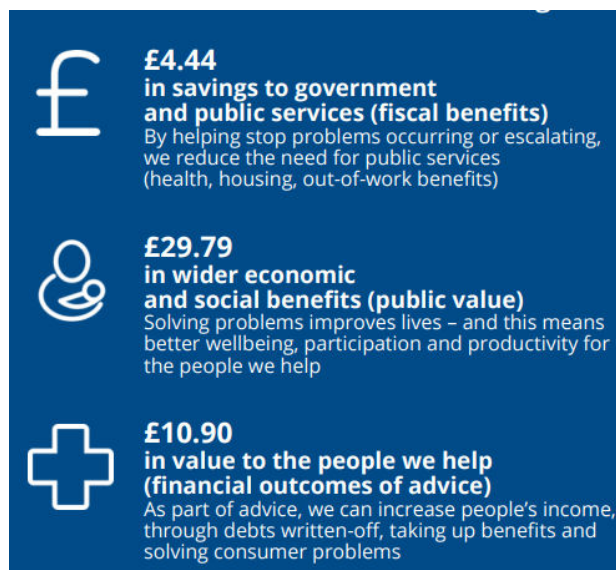 £4.44
in savings to government
and public services (fiscal benefits)
By helping stop problems occurring or escalating,
we reduce the need for public services
(health, housing, out-of-work benefits)
£29.79
in wider economic
and social benefits (public value)
Solving problems improves lives – and this means
better wellbeing, participation and productivity for
the people we help
£10.90
in value to the people we help
(financial outcomes of advice)
As part of advice, we can increase people’s income,
through debts written-off, taking up benefits and
solving consumer problems